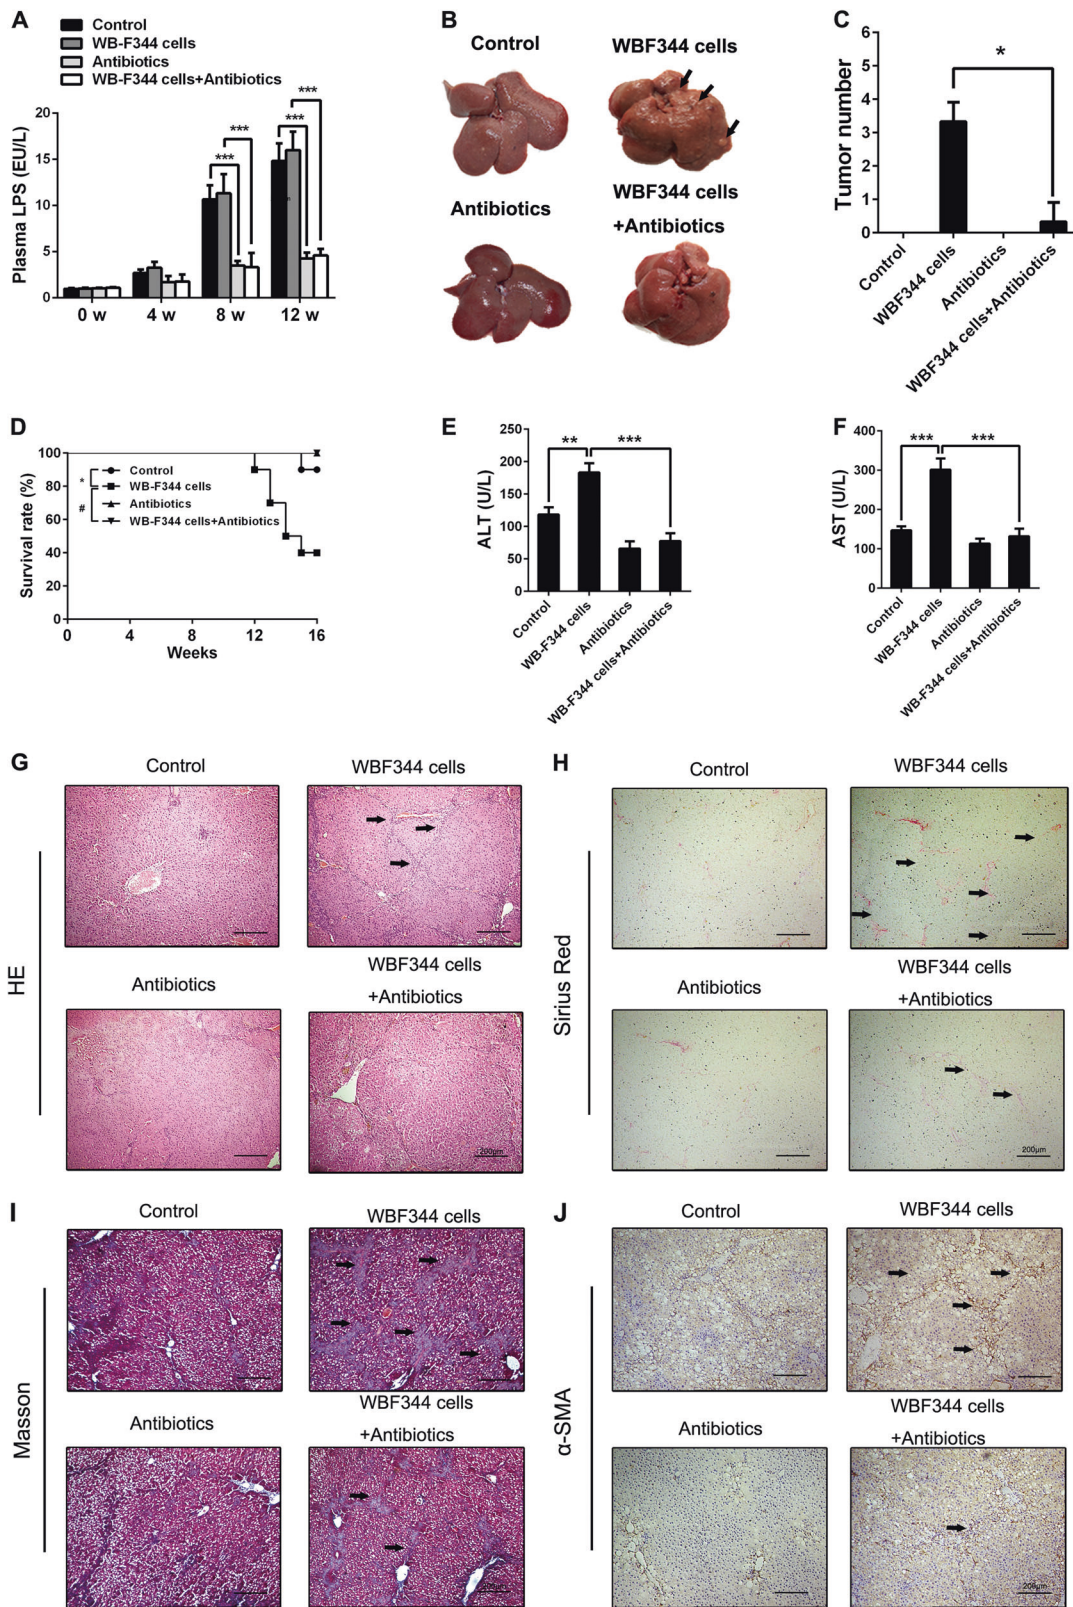 A
Control
WB-F344 cells
Antibiotics
WB-F344 cells+Antibiotics
Plasma LPS (EU/L)
20
15
10
5
0
***
***
***
***
0 w
4 w
8 w
12 w
B
Control
WBF344 cells
Antibiotics
WBF344 cells
+Antibiotics
C
Tumor number
6
5
4
3
2
1
0
*
Control
WBF344 cells
Antibiotics
WBF344 cells+Antibiotics
D
Survival rate (%)
100
80
60
40
20
0
*
#
Control
WB-F344 cells
Antibiotics
WB-F344 cells+Antibiotics
0
4
8
12
16
Weeks
E
ALT (U/L)
250
200
150
100
50
0
**
***
Control
WB-F344 cells
Antibiotics
WB-F344 cells+Antibiotics
F
AST (U/L)
400
300
200
100
0
***
***
Control
WB-F344 cells
Antibiotics
WB-F344 cells+Antibiotics
G
HE
Control
WBF344 cells
Antibiotics
WBF344 cells
+Antibiotics
200μm
H
Sirius Red
Control
WBF344 cells
Antibiotics
WBF344 cells
+Antibiotics
200μm
I
Masson
Control
WBF344 cells
Antibiotics
WBF344 cells
+Antibiotics
200μm
J
α-SMA
Control
WBF344 cells
Antibiotics
WBF344 cells
+Antibiotics
200μm